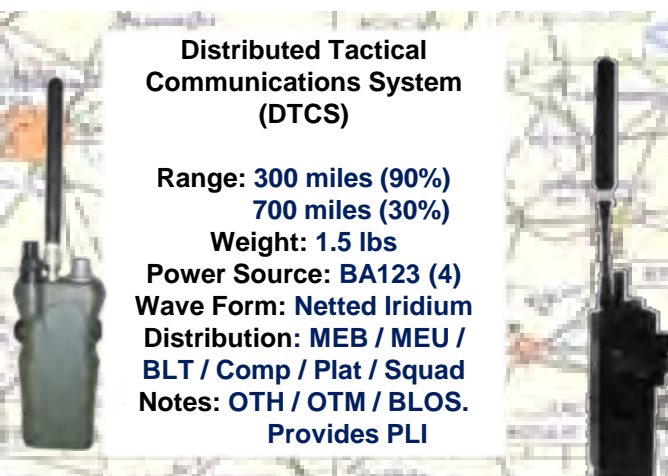 Distributed Tactical
Communications System
(DTCS)
Range: 300 miles (90%)
700 miles (30%)
Weight: 1.5 lbs
Power Source: BA123 (4)
Wave Form: Netted Iridium
Distribution: MEB / MEU /
BLT / Comp / Plat / Squad
Notes: OTH / OTM / BLOS.
Provides PLI